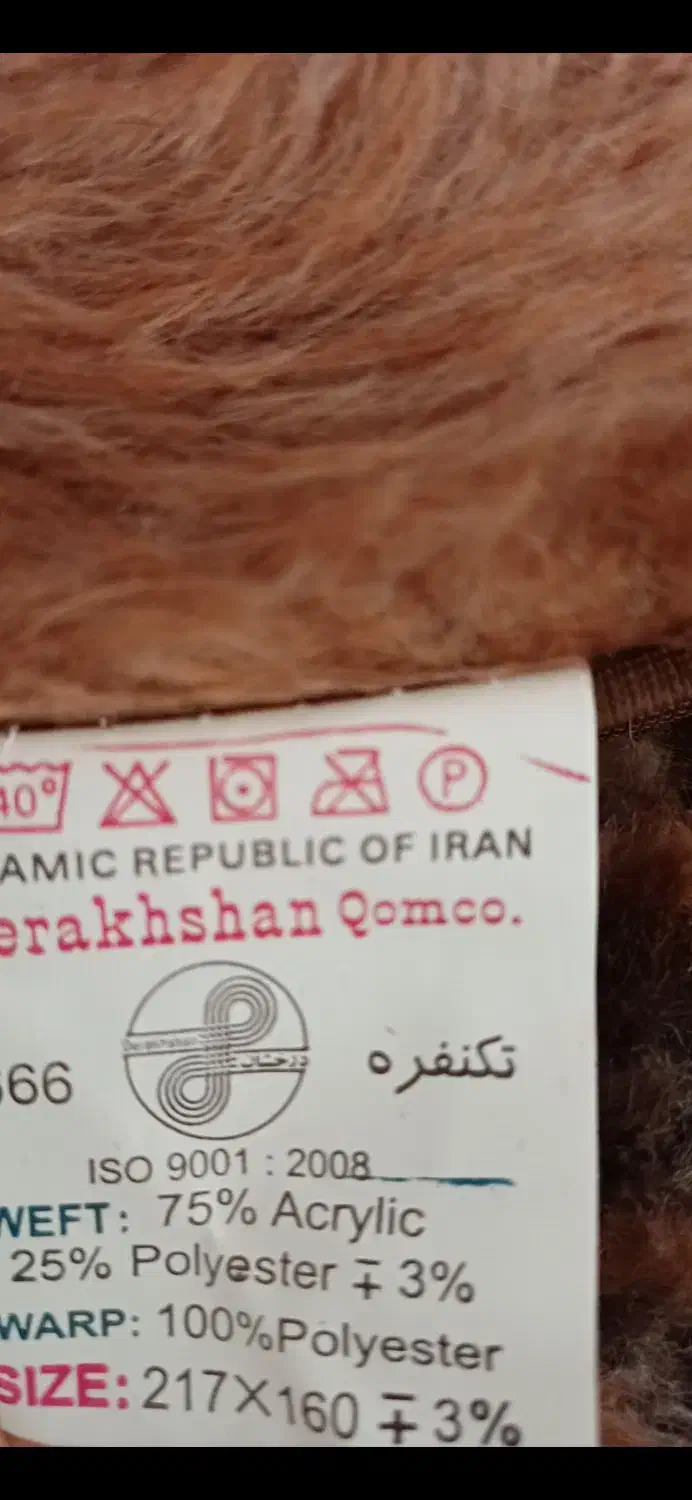 40°
P
AMIC REPUBLIC OF IRAN
erakhshan Qomco.
درخشان
66
تکنفره
ISO 9001 : 2008
WEFT: 75% Acrylic
25% Polyester ∓ 3%
WARP: 100%Polyester
SIZE: 217X160 ∓ 3%